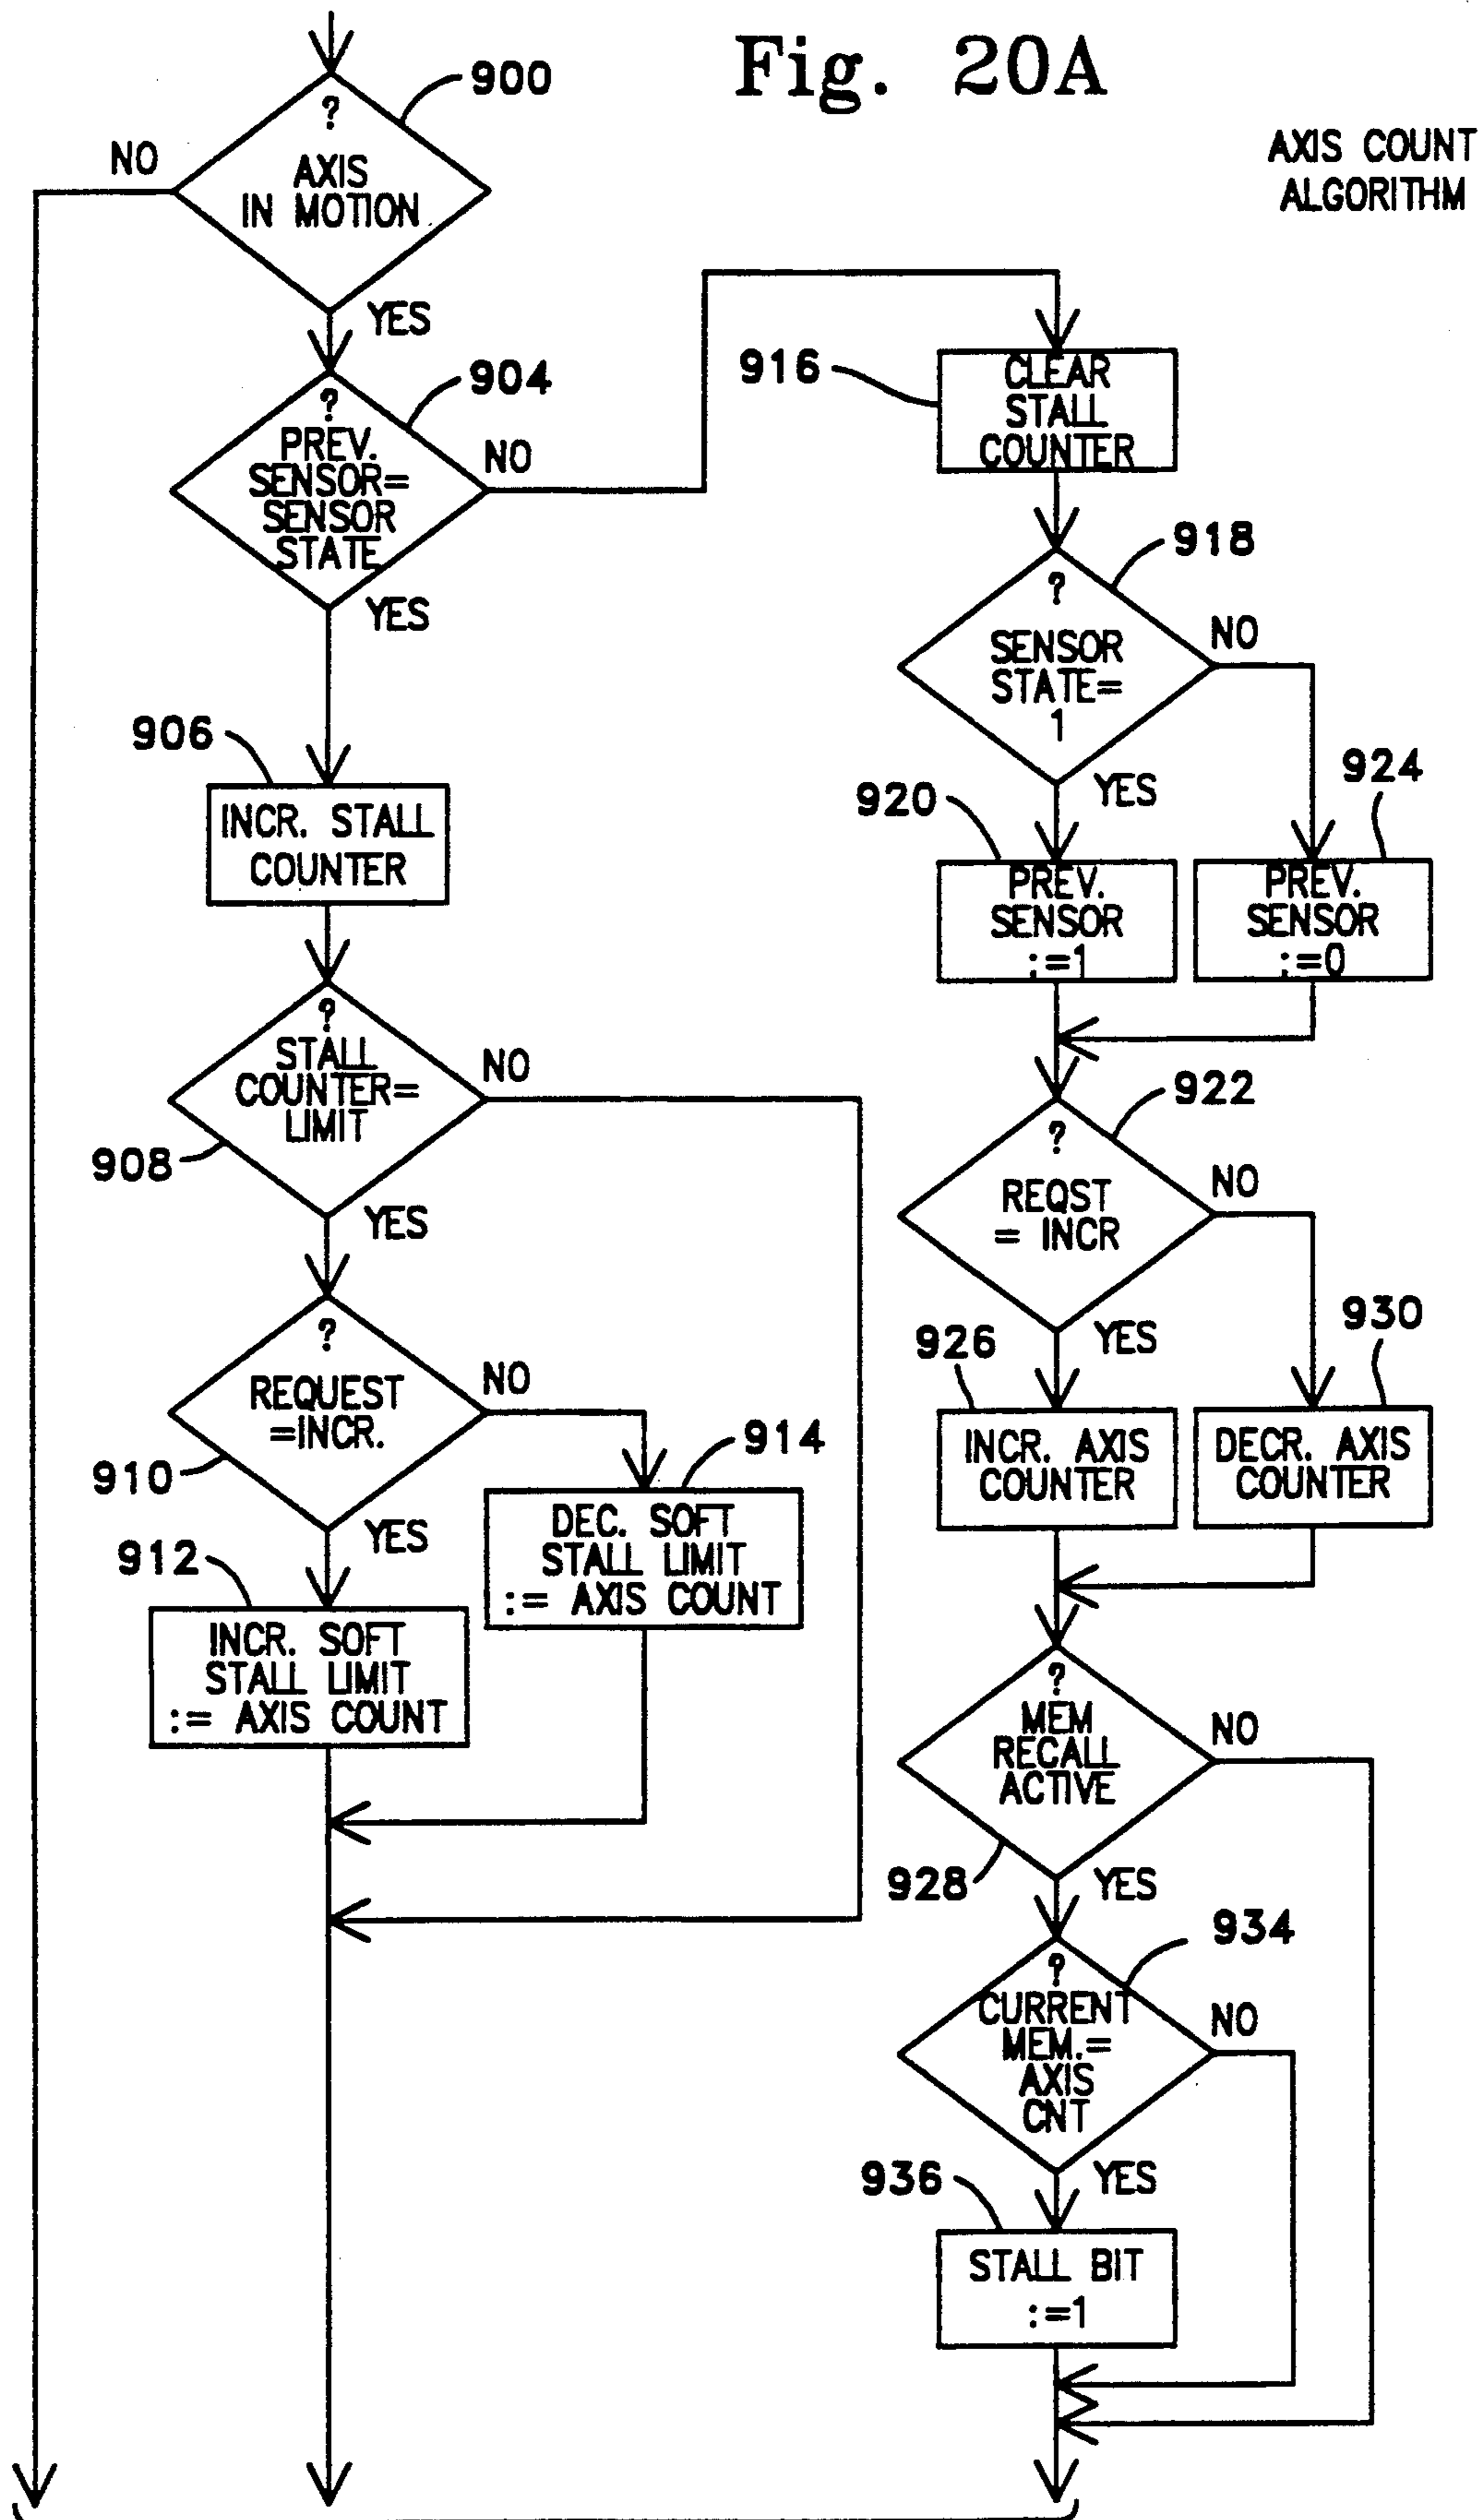 Fig. 20A
AXIS COUNT
ALGORITHM
900
?
AXIS
IN MOTION
NO
YES
904
?
PREV.
SENSOR=
SENSOR
STATE
NO
YES
906
INCR. STALL
COUNTER
?
STALL
COUNTER=
LIMIT
NO
908
YES
?
REQUEST
=INCR.
NO
910
YES
914
DEC. SOFT
STALL LIMIT
:= AXIS COUNT
912
INCR. SOFT
STALL LIMIT
:= AXIS COUNT
916
CLEAR
STALL
COUNTER
918
?
SENSOR
STATE=
1
NO
YES
920
PREV.
SENSOR
:=1
924
PREV.
SENSOR
:=0
922
?
REQST
= INCR
NO
YES
926
INCR. AXIS
COUNTER
930
DECR. AXIS
COUNTER
?
MEM
RECALL
ACTIVE
NO
928
YES
934
?
CURRENT
MEM.=
AXIS
CNT
NO
YES
936
STALL BIT
:=1